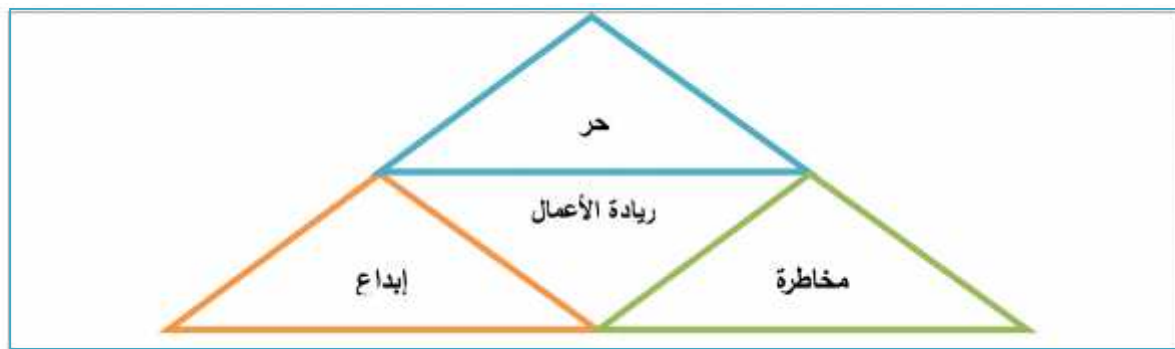 حر
ريادة الأعمال
إبداع
مخاطرة